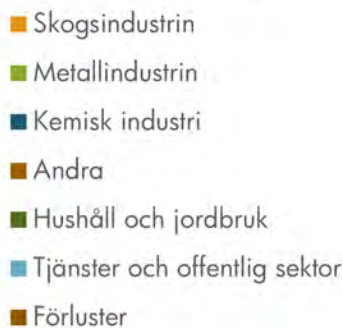 Skogsindustrin
Metallindustrin
Kemisk industri
Andra
Hushåll och jordbruk
Tjänster och offentlig sektor
Förluster